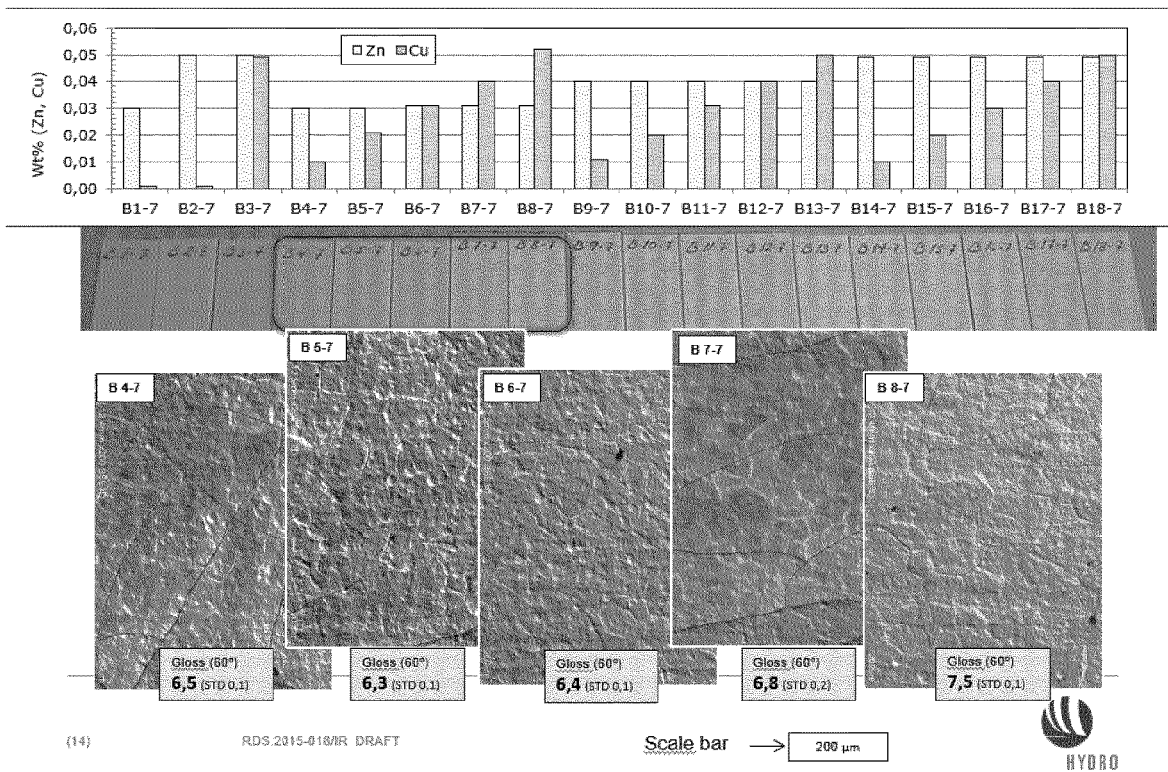 0,06
0,05
0,04
0,03
0,02
0,01
0,00
Wt% (Zn, Cu)
Zn Cu
B1-7 B2-7 B3-7 B4-7 B5-7 B6-7 B7-7 B8-7 B9-7 B10-7 B11-7 B12-7 B13-7 B14-7 B15-7 B16-7 B17-7 B18-7
B 4-7
B 5-7
B 6-7
B 7-7
B 8-7
Gloss (60°)
6,5 (STD 0,1)
Gloss (60°)
6,3 (STD 0,1)
Gloss (60°)
6,4 (STD 0,1)
Gloss (60°)
6,8 (STD 0,2)
Gloss (60°)
7,5 (STD 0,1)
(14)
RDS 2015-018/IR DRAFT
Scale bar
200 µm
HYDRO